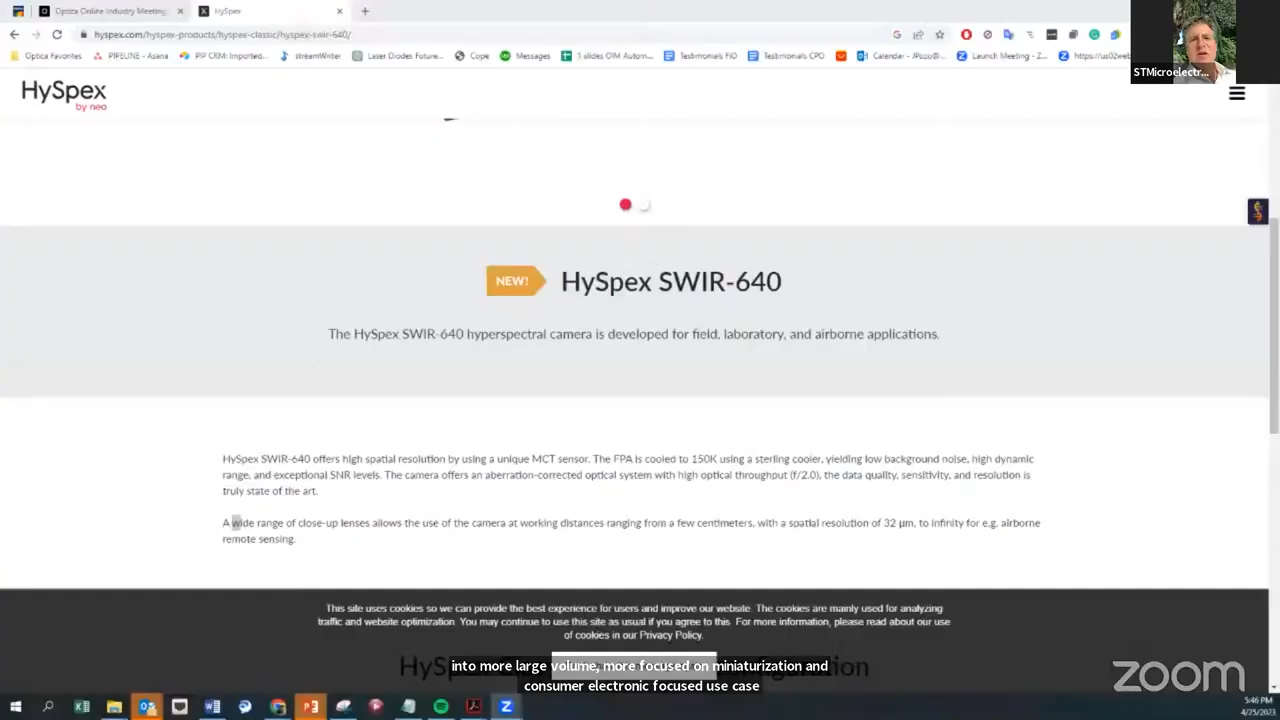 Optica Online Industry Meeting
HySpex
hyspex.com/hyspex-products/hyspex-classic/hyspex-swir-640/
Optica Favorites
PIPELINE - Asana
PIP CRM: Imported...
streamWriter
Laser Diodes Future...
Cope
Messages
1 slides OIM Autom...
Testimonials FiO
Testimonials CPO
Calendar - JPozo@...
Launch Meeting - Z...
https://us02web
STMicroelectr...
HySpex
by neo
NEW!
HySpex SWIR-640
The HySpex SWIR-640 hyperspectral camera is developed for field, laboratory, and airborne applications.
HySpex SWIR-640 offers high spatial resolution by using a unique MCT sensor. The FPA is cooled to 150K using a sterling cooler, yielding low background noise, high dynamic
range, and exceptional SNR levels. The camera offers an aberration-corrected optical system with high optical throughput (f/2.0), the data quality, sensitivity, and resolution is
truly state of the art.
A wide range of close-up lenses allows the use of the camera at working distances ranging from a few centimeters, with a spatial resolution of 32 µm, to infinity for e.g. airborne
remote sensing.
This site uses cookies so we can provide the best experience for users and improve our website. The cookies are mainly used for analyzing
traffic and website optimization. You may continue to use this site as usual if you agree to this. For more information, please read about our use
of cookies in our Privacy Policy.
into more large volume, more focused on miniaturization and
consumer electronic focused use case
zoom
5:46 PM
4/25/2023